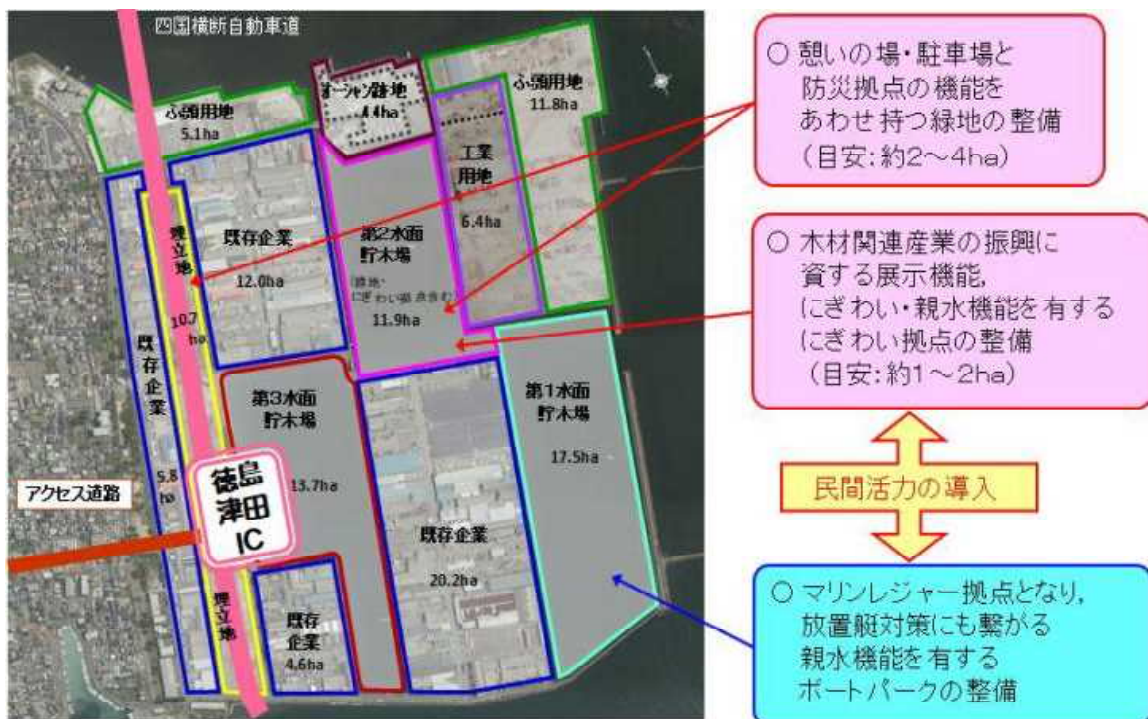 四国横断自動車道
ふ頭用地
5.1ha
オーシャン跡地
4.4ha
ふ頭用地
11.8ha
工業
用地
6.4ha
埋立地
10.7
ha
既存企業
12.0ha
第2水面
貯木場
(緑地・
にぎわい拠点含む)
11.9ha
既存企業
5.8
ha
第3水面
貯木場
13.7ha
第1水面
貯木場
17.5ha
アクセス道路
徳島
津田
IC
既存企業
20.2ha
埋立地
既存
企業
4.6ha
○ 憩いの場・駐車場と
防災拠点の機能を
あわせ持つ緑地の整備
(目安:約2~4ha)
○ 木材関連産業の振興に
資する展示機能,
にぎわい・親水機能を有する
にぎわい拠点の整備
(目安:約1~2ha)
民間活力の導入
○ マリンレジャー拠点となり,
放置艇対策にも繋がる
親水機能を有する
ボートパークの整備